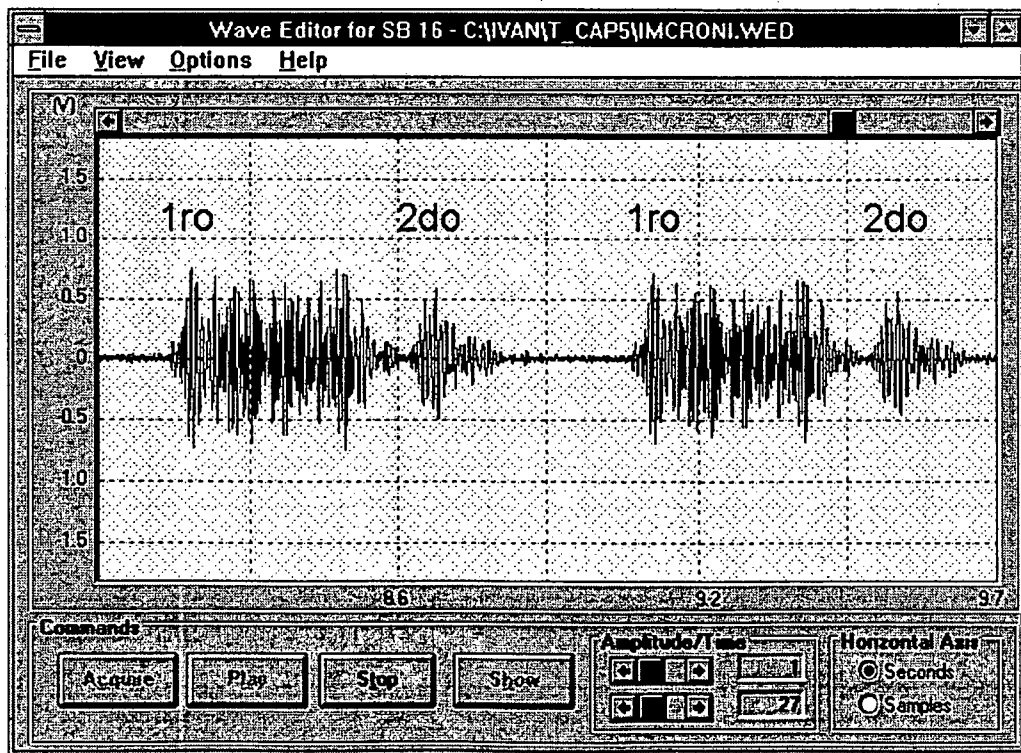 Wave Editor for SB 16 - C:\IVAN\T_CAP5\IMCRONI.WED
File View Options Help
(V)
1.5
1ro 2do 1ro 2do
1.0
0.5
0
-0.5
-1.0
-1.5
8.6 9.2 9.7
Commands
Amplitude/Time
Horizontal Axis
Acquire Play Stop Show
1
Seconds
27
Samples